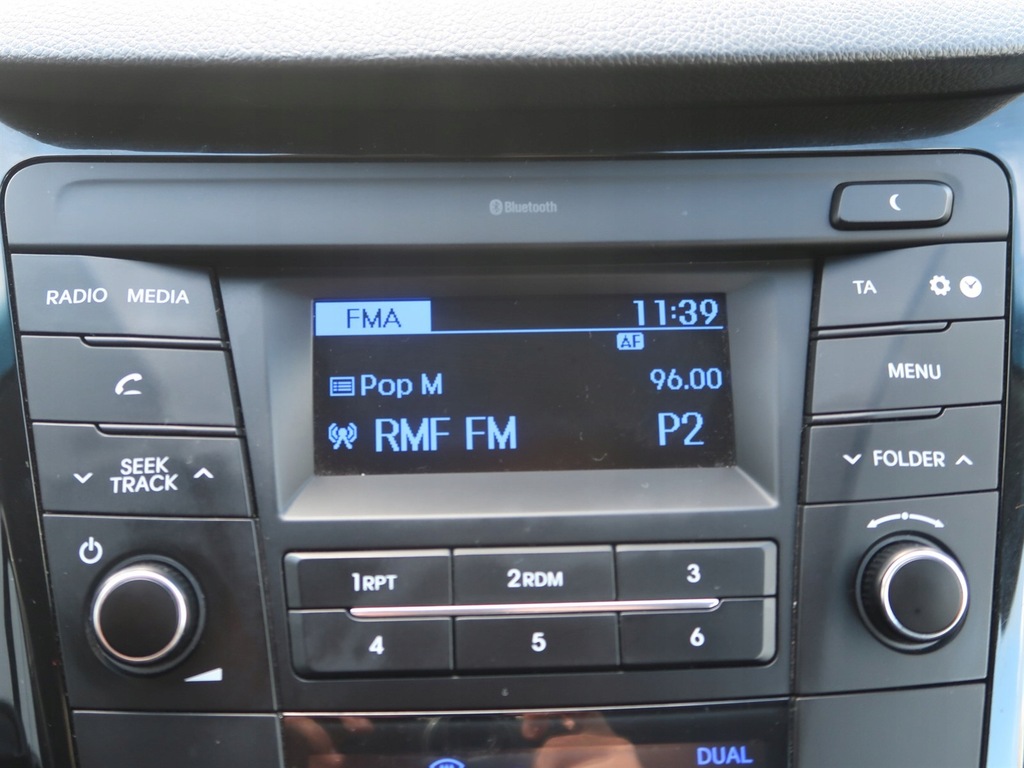 Bluetooth
RADIO MEDIA
TA
FMA 11:39
AF
MENU
Pop M 96.00
RMF FM P2
SEEK
TRACK
FOLDER
1RPT 2RDM 3
4 5 6
DUAL